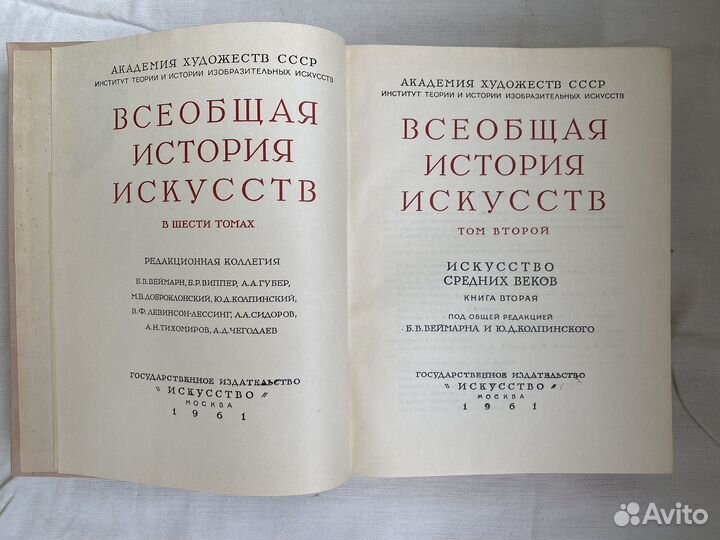 АКАДЕМИЯ ХУДОЖЕСТВ СССР
ИНСТИТУТ ТЕОРИИ И ИСТОРИИ ИЗОБРАЗИТЕЛЬНЫХ ИСКУССТВ
ВСЕОБЩАЯ
ИСТОРИЯ
ИСКУССТВ
В ШЕСТИ ТОМАХ
РЕДАКЦИОННАЯ КОЛЛЕГИЯ
Б.В.ВЕЙМАРН, Б.Р.ВИППЕР, А.А.ГУБЕР,
М.В.ДОБРОКЛОНСКИЙ, Ю.Д.КОЛПИНСКИЙ,
В.Ф.ЛЕВИНСОН-ЛЕССИНГ, А.А.СИДОРОВ,
А.Н.ТИХОМИРОВ, А.Д.ЧЕГОДАЕВ
ГОСУДАРСТВЕННОЕ ИЗДАТЕЛЬСТВО
"ИСКУССТВО"
МОСКВА
1961
АКАДЕМИЯ ХУДОЖЕСТВ СССР
ИНСТИТУТ ТЕОРИИ И ИСТОРИИ ИЗОБРАЗИТЕЛЬНЫХ ИСКУССТВ
ВСЕОБЩАЯ
ИСТОРИЯ
ИСКУССТВ
ТОМ ВТОРОЙ
ИСКУССТВО
СРЕДНИХ ВЕКОВ
КНИГА ВТОРАЯ
ПОД ОБЩЕЙ РЕДАКЦИЕЙ
Б.В.ВЕЙМАРНА И Ю.Д.КОЛПИНСКОГО
ГОСУДАРСТВЕННОЕ ИЗДАТЕЛЬСТВО
"ИСКУССТВО"
МОСКВА
1961
Avito